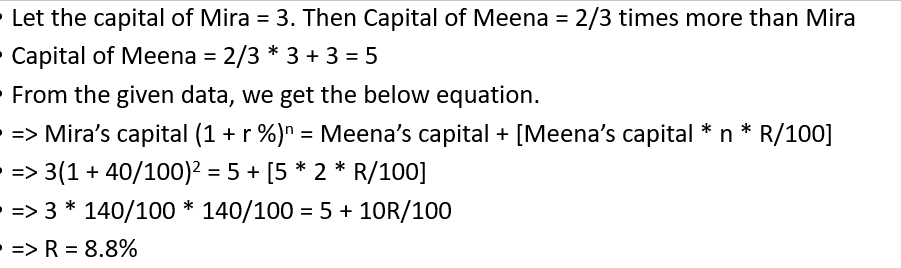 • Let the capital of Mira = 3. Then Capital of Meena = 2/3 times more than Mira
• Capital of Meena = 2/3 * 3 + 3 = 5
• From the given data, we get the below equation.
• => Mira’s capital (1 + r %)ⁿ = Meena’s capital + [Meena’s capital * n * R/100]
• => 3(1 + 40/100)² = 5 + [5 * 2 * R/100]
• => 3 * 140/100 * 140/100 = 5 + 10R/100
• => R = 8.8%